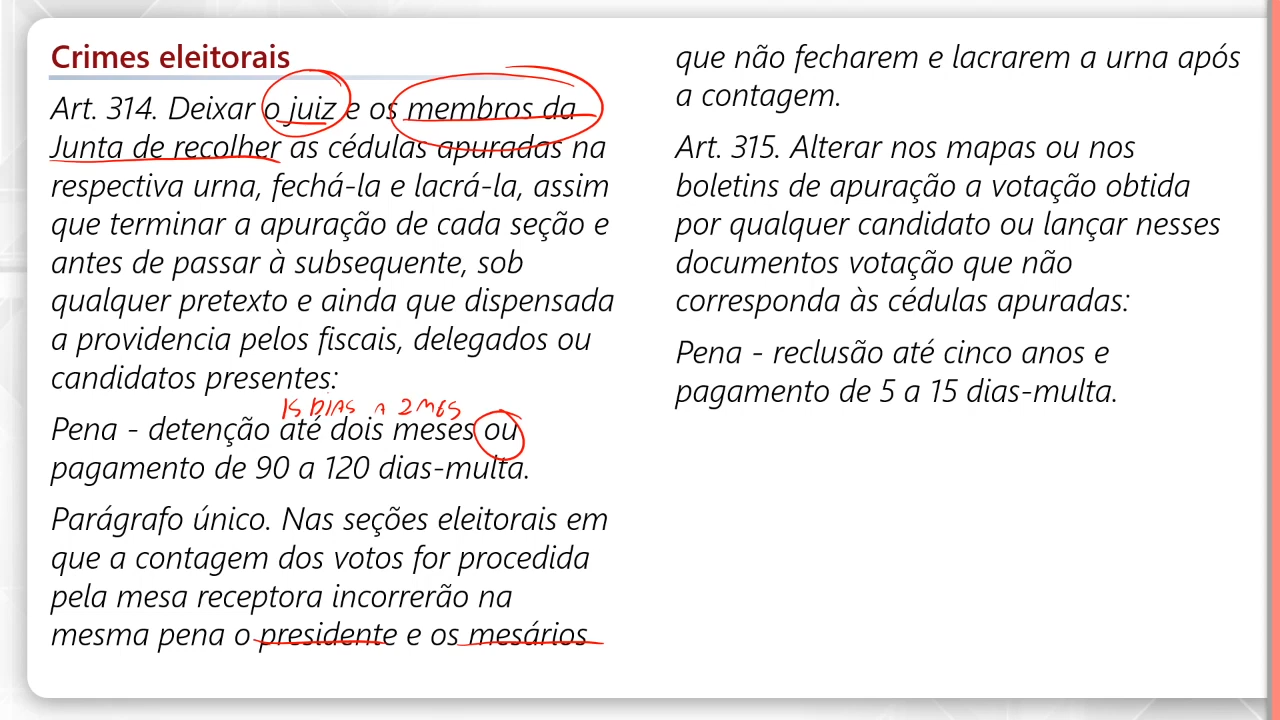 Crimes eleitorais
Art. 314. Deixar o juiz e os membros da
Junta de recolher as cédulas apuradas na
respectiva urna, fechá-la e lacrá-la, assim
que terminar a apuração de cada seção e
antes de passar à subsequente, sob
qualquer pretexto e ainda que dispensada
a providencia pelos fiscais, delegados ou
candidatos presentes:
15 DIAS A 2 MES
Pena - detenção até dois meses ou
pagamento de 90 a 120 dias-multa.
Parágrafo único. Nas seções eleitorais em
que a contagem dos votos for procedida
pela mesa receptora incorrerão na
mesma pena o presidente e os mesários
que não fecharem e lacrarem a urna após
a contagem.
Art. 315. Alterar nos mapas ou nos
boletins de apuração a votação obtida
por qualquer candidato ou lançar nesses
documentos votação que não
corresponda às cédulas apuradas:
Pena - reclusão até cinco anos e
pagamento de 5 a 15 dias-multa.